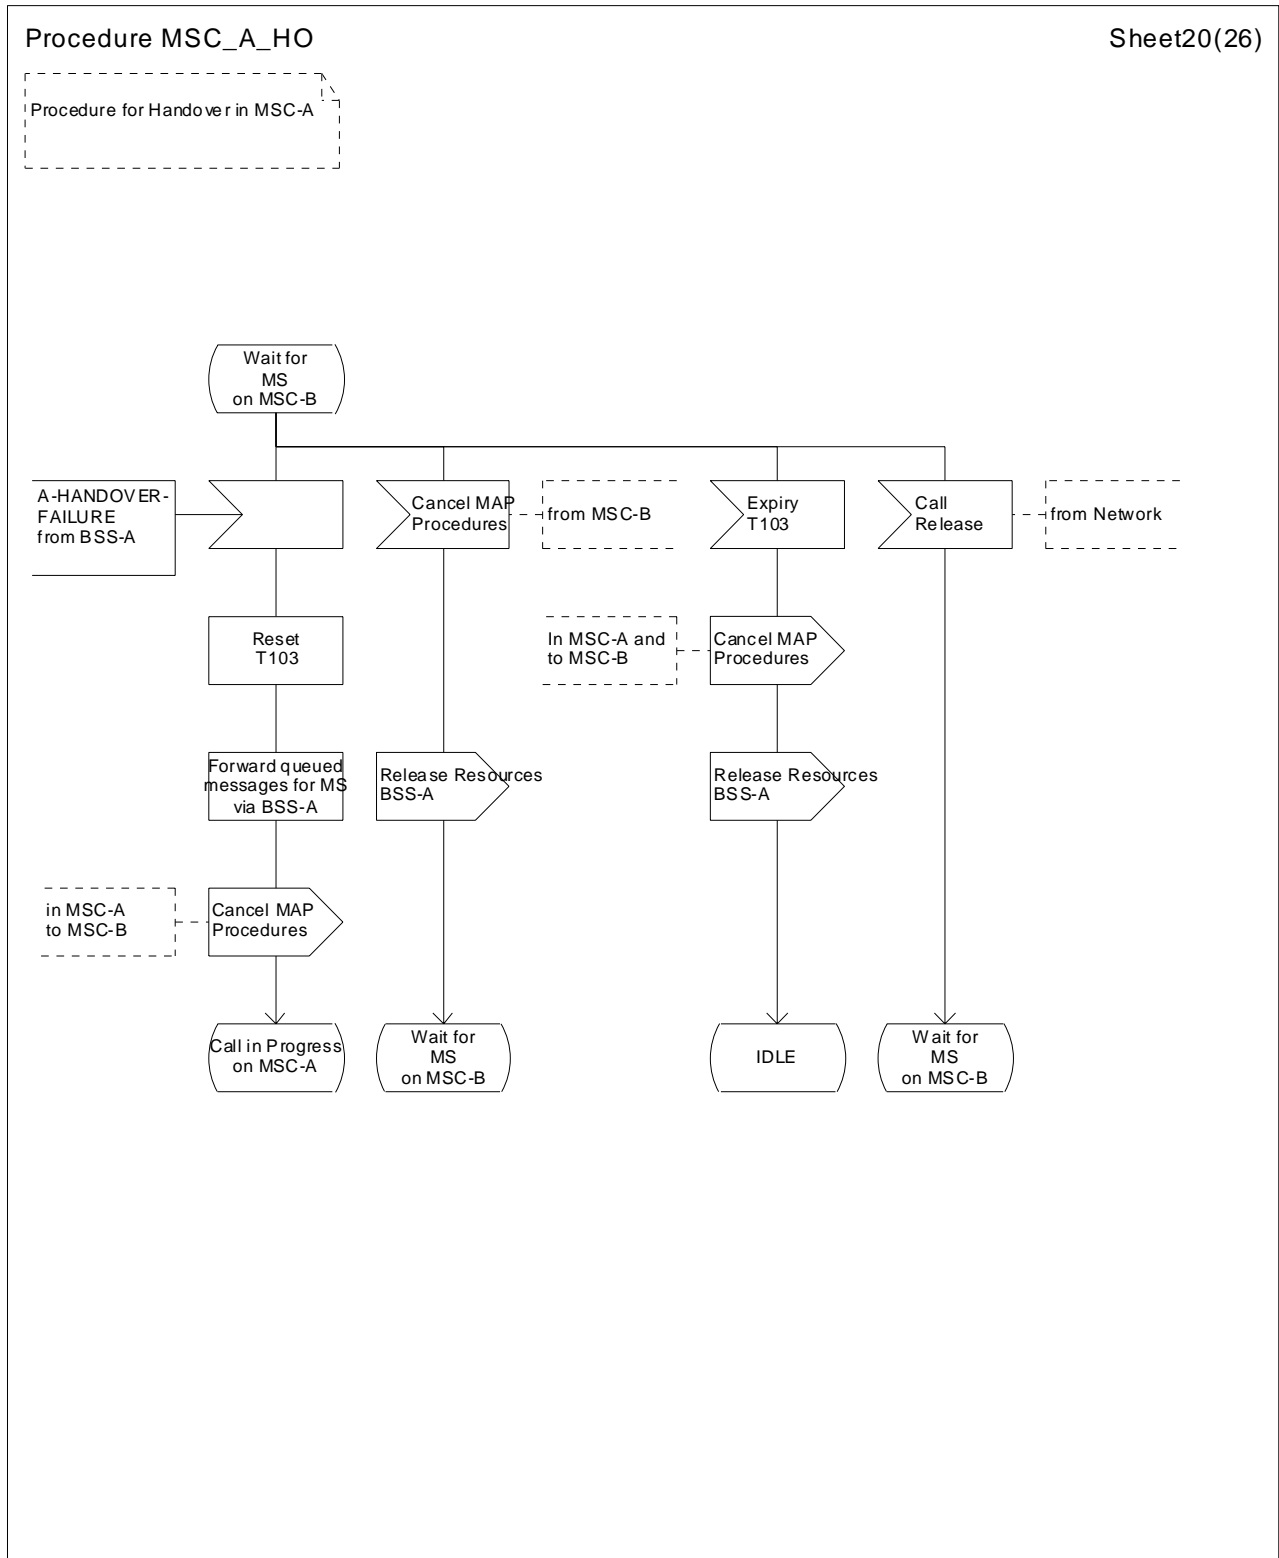 Procedure MSC_A_HO
Sheet20(26)
Procedure for Handover in MSC-A
Wait for
MS
on MSC-B
A-HANDOVER-
FAILURE
from BSS-A
Cancel MAP
Procedures
from MSC-B
Expiry
T103
Call
Release
from Network
Reset
T103
In MSC-A and
to MSC-B
Cancel MAP
Procedures
Forward queued
messages for MS
via BSS-A
Release Resources
BSS-A
Release Resources
BSS-A
in MSC-A
to MSC-B
Cancel MAP
Procedures
Call in Progress
on MSC-A
Wait for
MS
on MSC-B
IDLE
Wait for
MS
on MSC-B